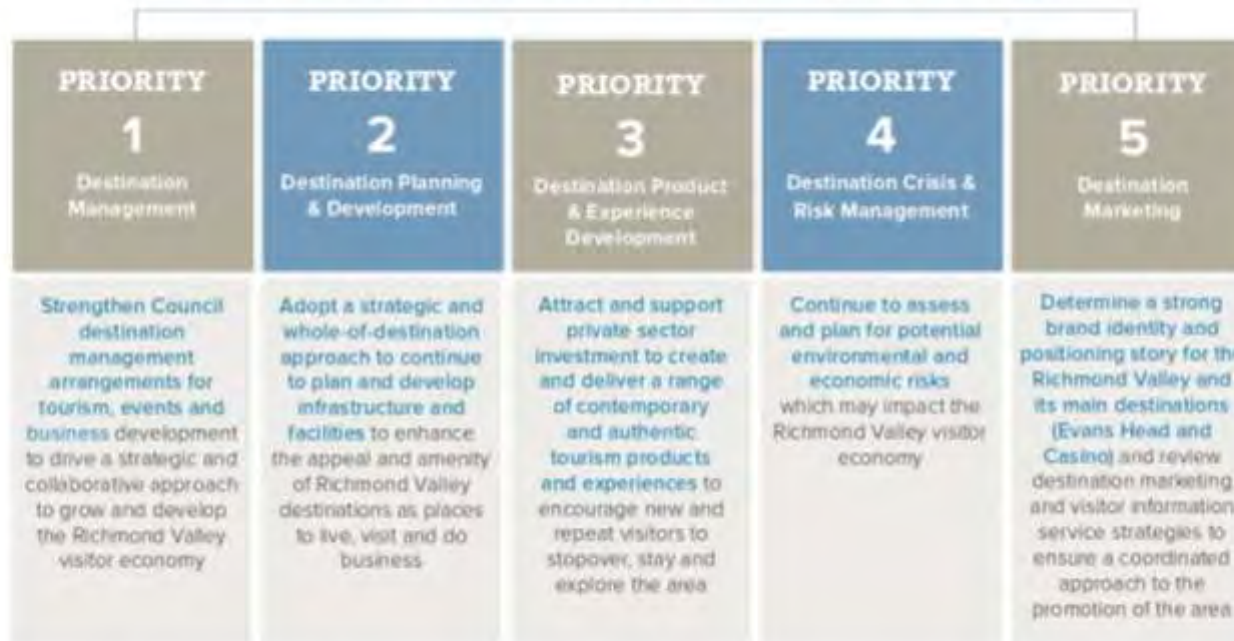 PRIORITY
1
Destination
Management
Strengthen Council
destination
management
arrangements for
tourism, events and
business development
to drive a strategic and
collaborative approach
to grow and develop
the Richmond Valley
visitor economy
PRIORITY
2
Destination Planning
& Development
Adopt a strategic and
whole-of-destination
approach to continue
to plan and develop
infrastructure and
facilities to enhance
the appeal and amenity
of Richmond Valley
destinations as places
to live, visit and do
business
PRIORITY
3
Destination Product
& Experience
Development
Attract and support
private sector
investment to create
and deliver a range
of contemporary
and authentic
tourism products
and experiences to
encourage new and
repeat visitors to
stopover, stay and
explore the area
PRIORITY
4
Destination Crisis &
Risk Management
Continue to assess
and plan for potential
environmental and
economic risks
which may impact the
Richmond Valley visitor
economy
PRIORITY
5
Destination
Marketing
Determine a strong
brand identity and
positioning story for the
Richmond Valley and
its main destinations
(Evans Head and
Casino) and review
destination marketing
and visitor information
service strategies to
ensure a coordinated
approach to the
promotion of the area